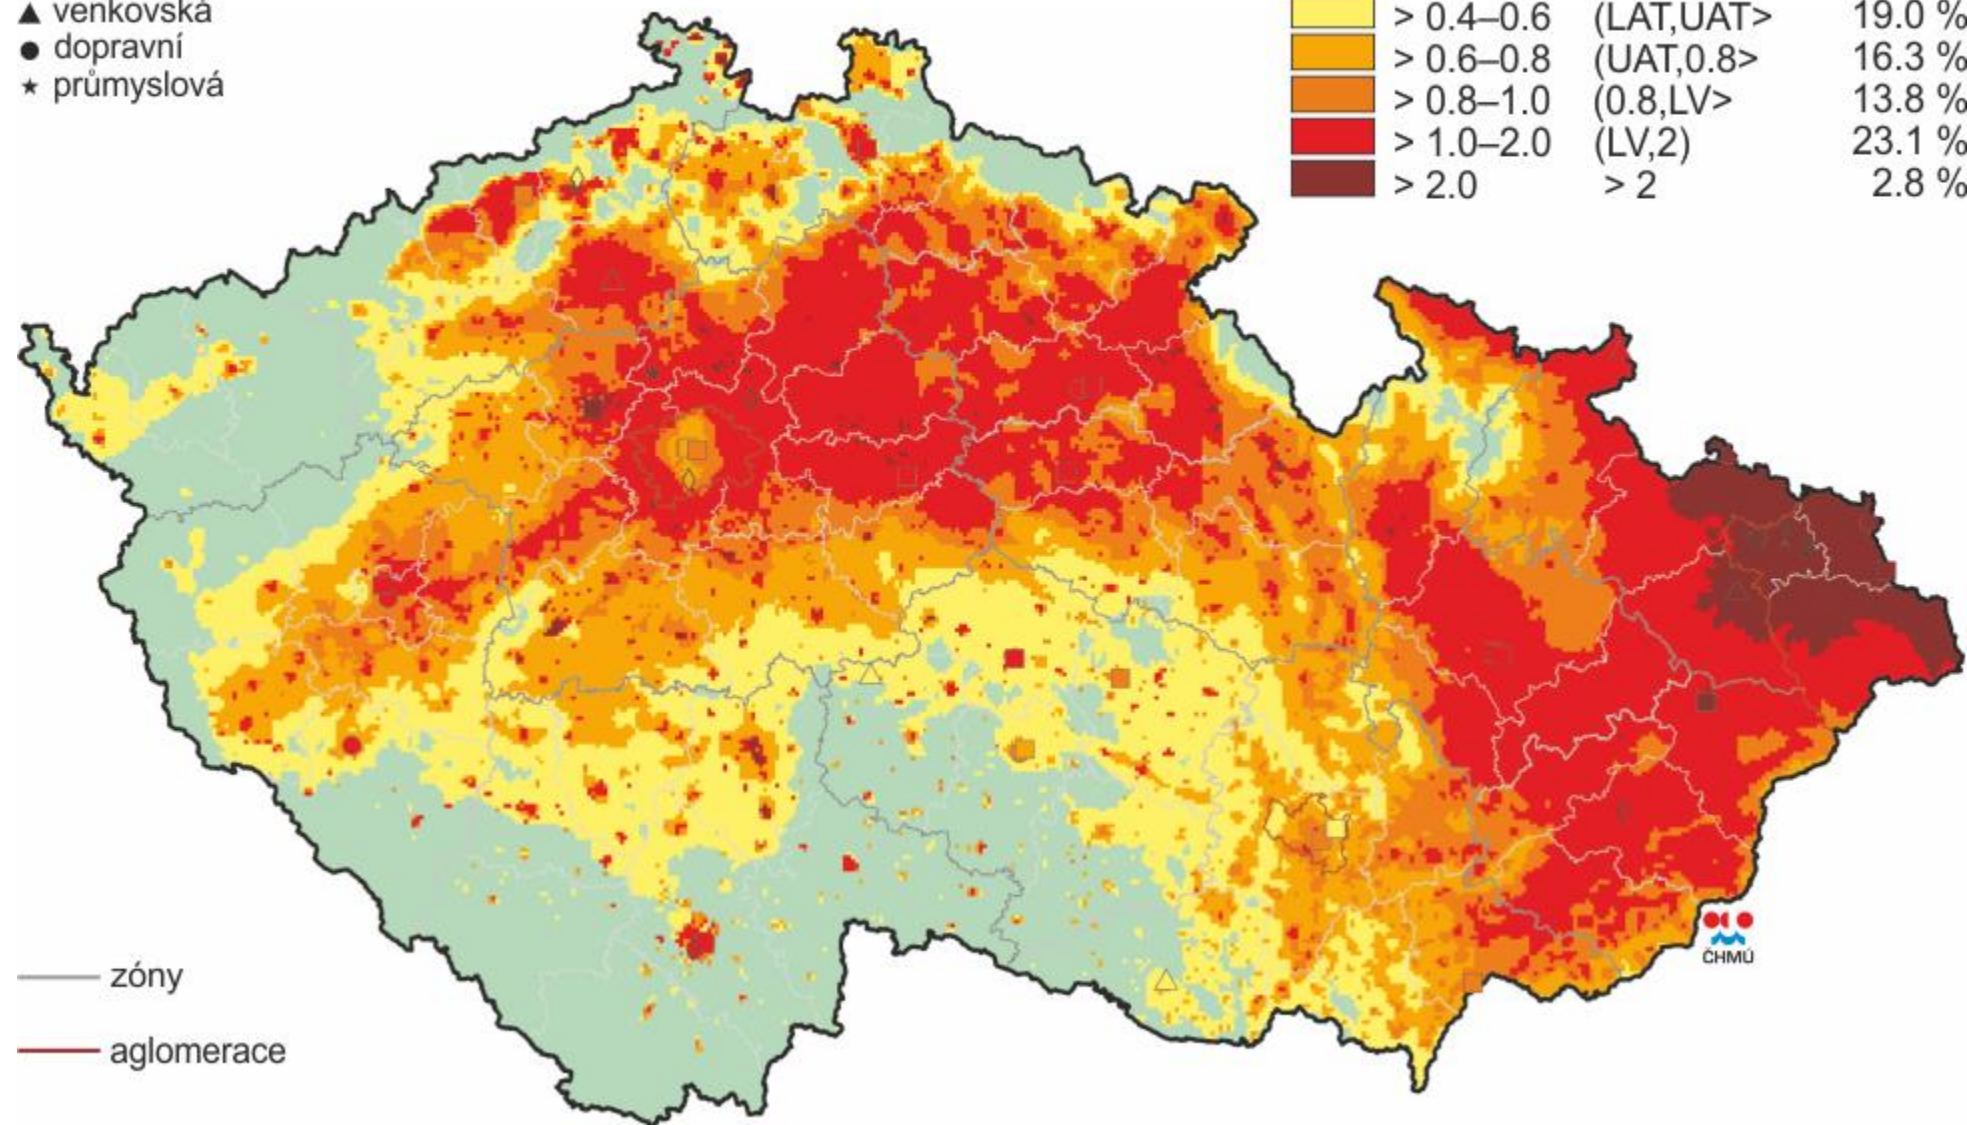 venkovská
dopravní
průmyslová
> 0.4–0.6 (LAT,UAT> 19.0 %
> 0.6–0.8 (UAT,0.8> 16.3 %
> 0.8–1.0 (0.8,LV> 13.8 %
> 1.0–2.0 (LV,2) 23.1 %
> 2.0 > 2 2.8 %
ČHMÚ
zóny
aglomerace